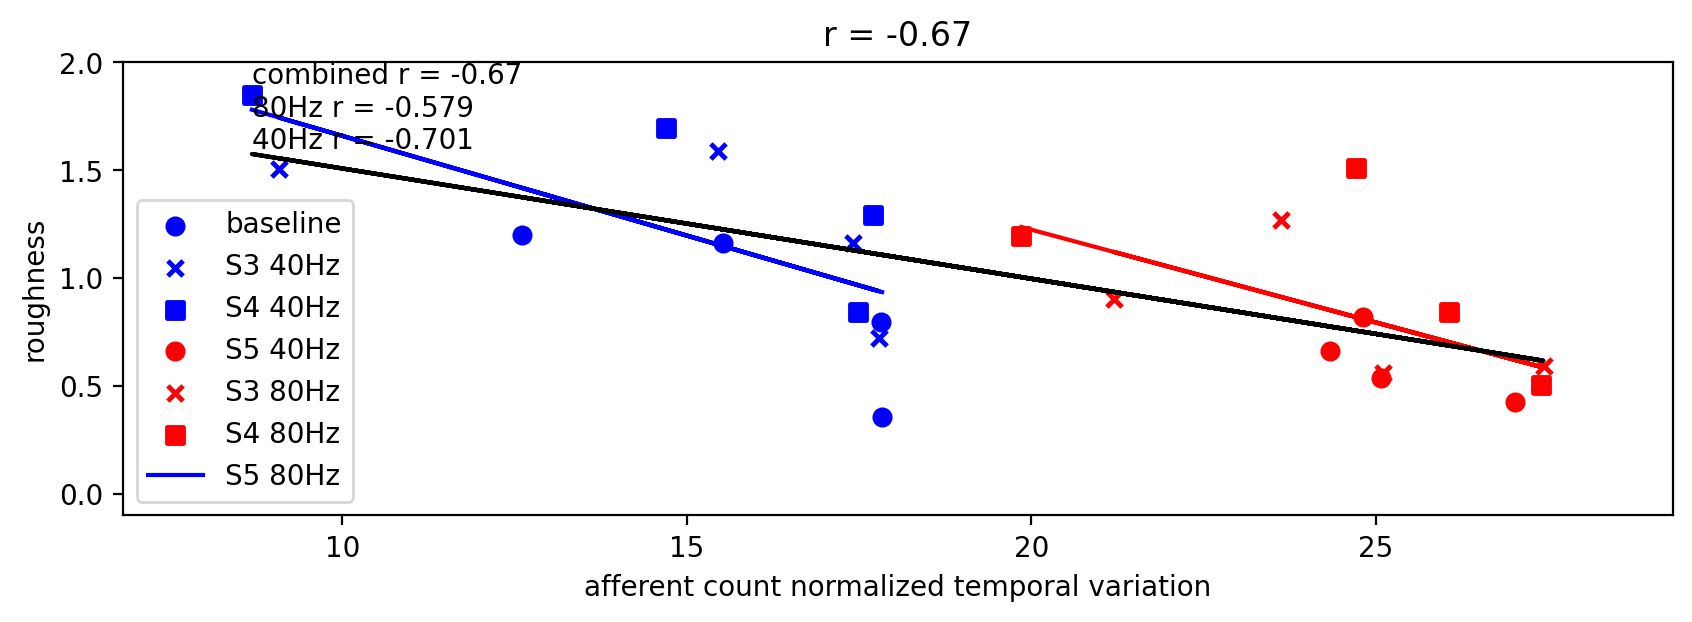 r = -0.67
combined r = -0.67
80Hz r = -0.579
40Hz r = -0.701
2.0
1.5
1.0
0.5
0.0
roughness
baseline
S3 40Hz
S4 40Hz
S5 40Hz
S3 80Hz
S4 80Hz
S5 80Hz
10
15
20
25
afferent count normalized temporal variation